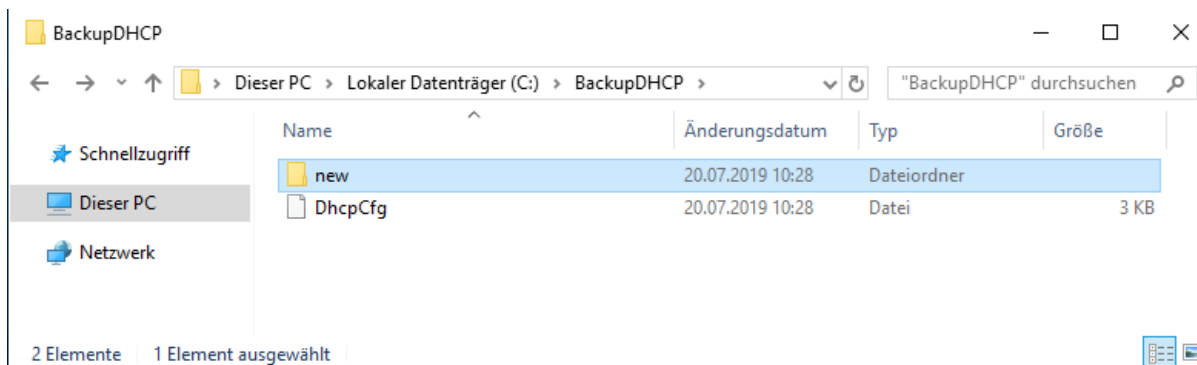 BackupDHCP
Dieser PC > Lokaler Datenträger (C:) > BackupDHCP > "BackupDHCP" durchsuchen
Name Änderungsdatum Typ Größe
Schnellzugriff
new 20.07.2019 10:28 Dateiordner
Dieser PC
DhcpCfg 20.07.2019 10:28 Datei 3 KB
Netzwerk
2 Elemente 1 Element ausgewählt